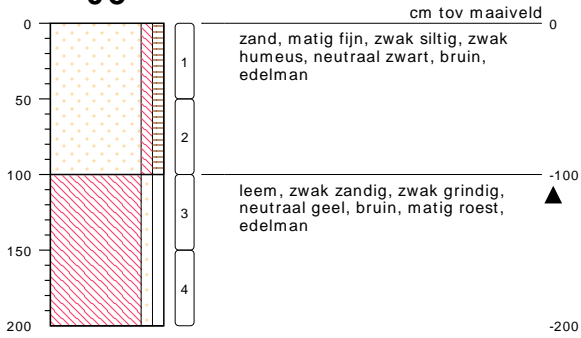 cm tov maaiveld
0
0
zand, matig fijn, zwak siltig, zwak
humeus, neutraal zwart, bruin,
edelman
1
50
2
100
-100
leem, zwak zandig, zwak grindig,
neutraal geel, bruin, matig roest,
edelman
3
150
4
200
-200